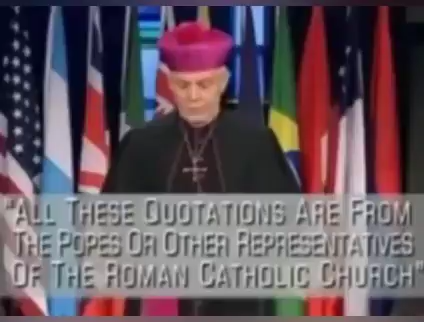 "ALL THESE QUOTATIONS ARE FROM
THE POPES OR OTHER REPRESENTATIVES
OF THE ROMAN CATHOLIC CHURCH"